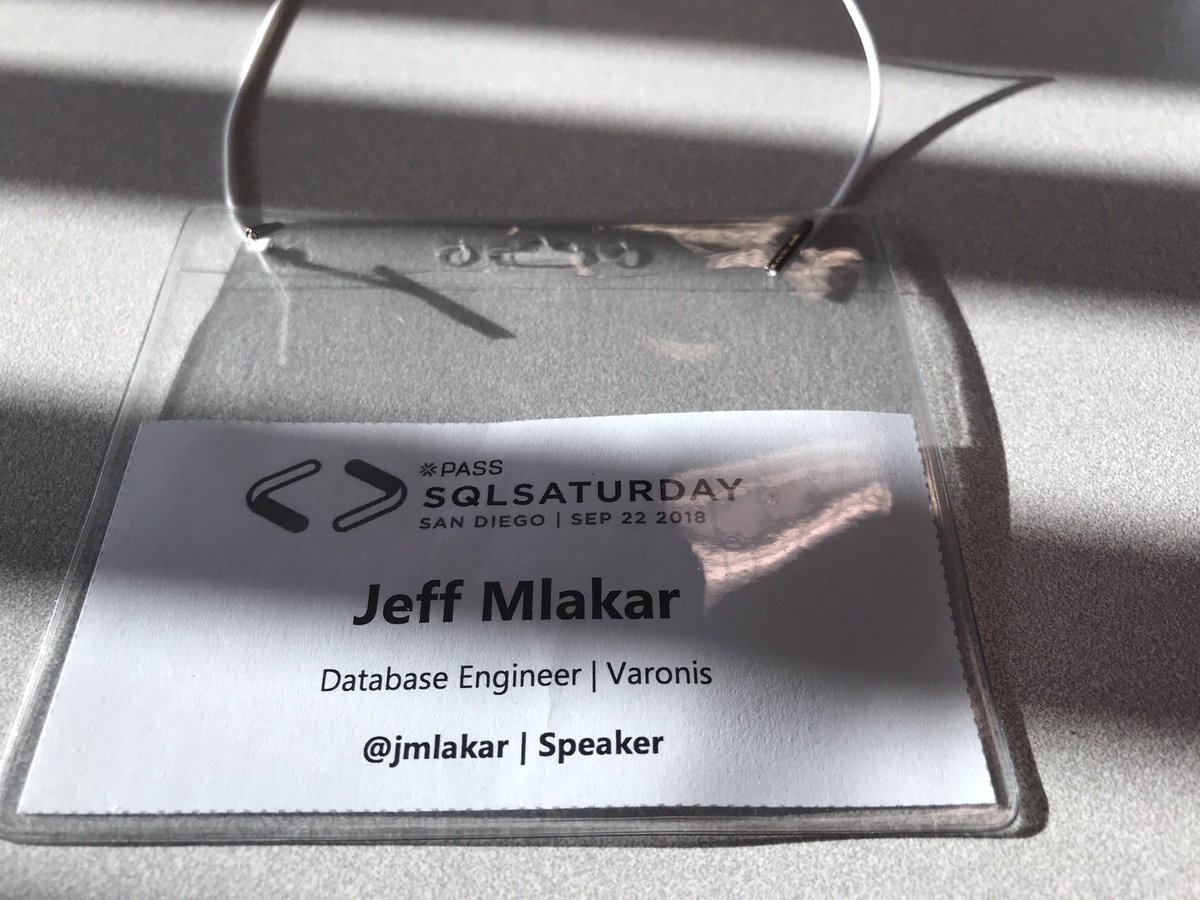 PASS
SQLSATURDAY
SAN DIEGO | SEP 22 2018
Jeff Mlakar
Database Engineer | Varonis
@jmlakar | Speaker